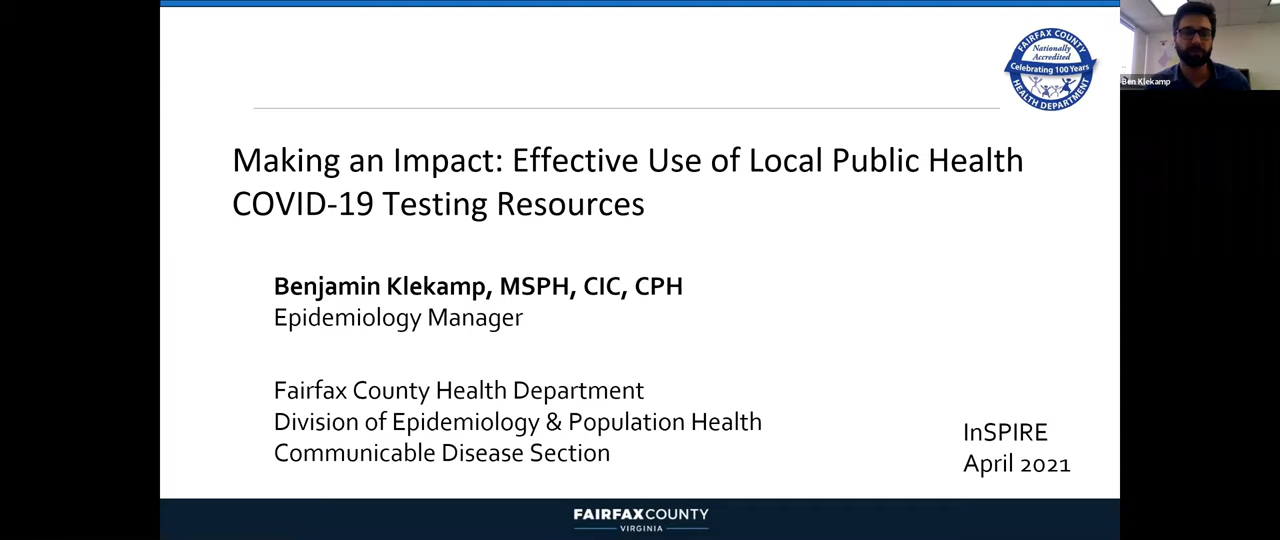 FAIRFAX COUNTY
Nationally
Accredited
Celebrating 100 Years
HEALTH DEPARTMENT
Ben Klekamp
Making an Impact: Effective Use of Local Public Health
COVID-19 Testing Resources
Benjamin Klekamp, MSPH, CIC, CPH
Epidemiology Manager
Fairfax County Health Department
Division of Epidemiology & Population Health
Communicable Disease Section
InSPIRE
April 2021
FAIRFAXCOUNTY
VIRGINIA